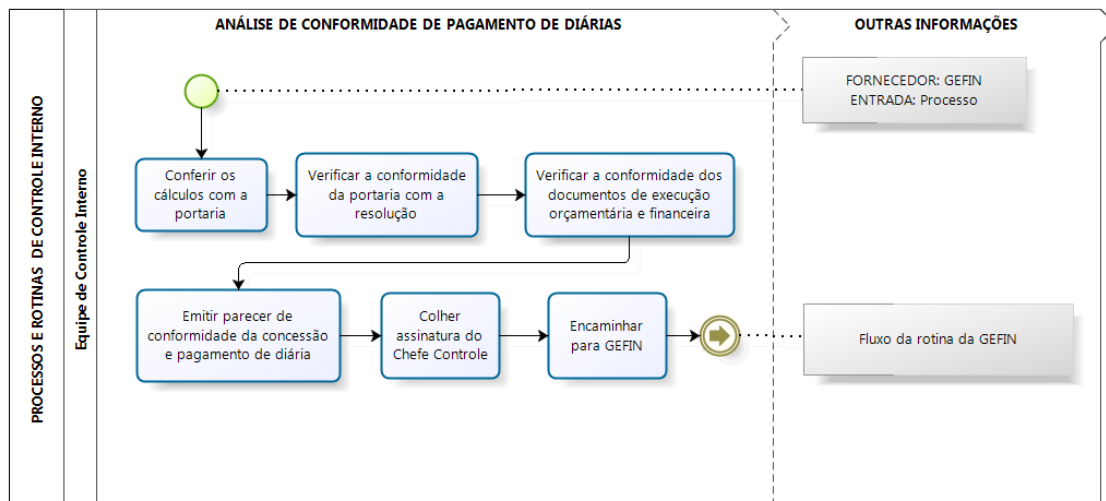 ANÁLISE DE CONFORMIDADE DE PAGAMENTO DE DIÁRIAS
OUTRAS INFORMAÇÕES
PROCESSOS E ROTINAS DE CONTROLE INTERNO
Equipe de Controle Interno
FORNECEDOR: GEFIN
ENTRADA: Processo
Conferir os
cálculos com a
portaria
Verificar a conformidade
da portaria com a
resolução
Verificar a conformidade dos
documentos de execução
orçamentária e financeira
Emitir parecer de
conformidade da concessão
e pagamento de diária
Colher
assinatura do
Chefe Controle
Encaminhar
para GEFIN
Fluxo da rotina da GEFIN